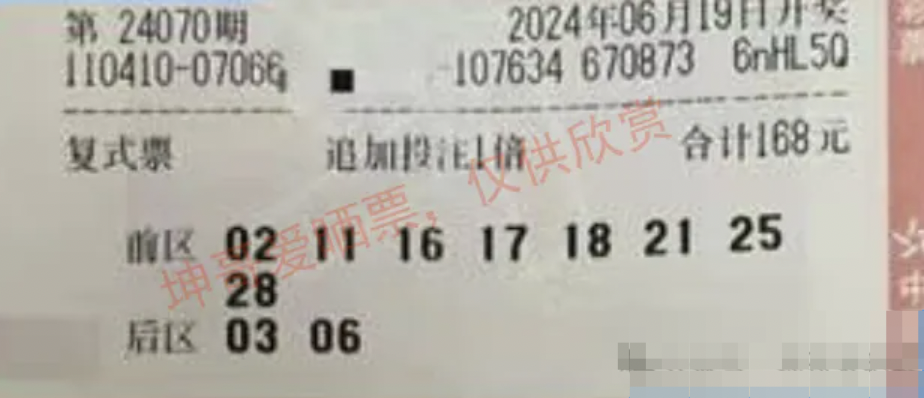 第 24070期
2024年06月19日开奖
110410-07066
107634 670873 6nHL5Q
复式票 追加投注1倍 合计168元
坤哥爱晒票，仅供欣赏
前区 02 11 16 17 18 21 25
28
后区 03 06